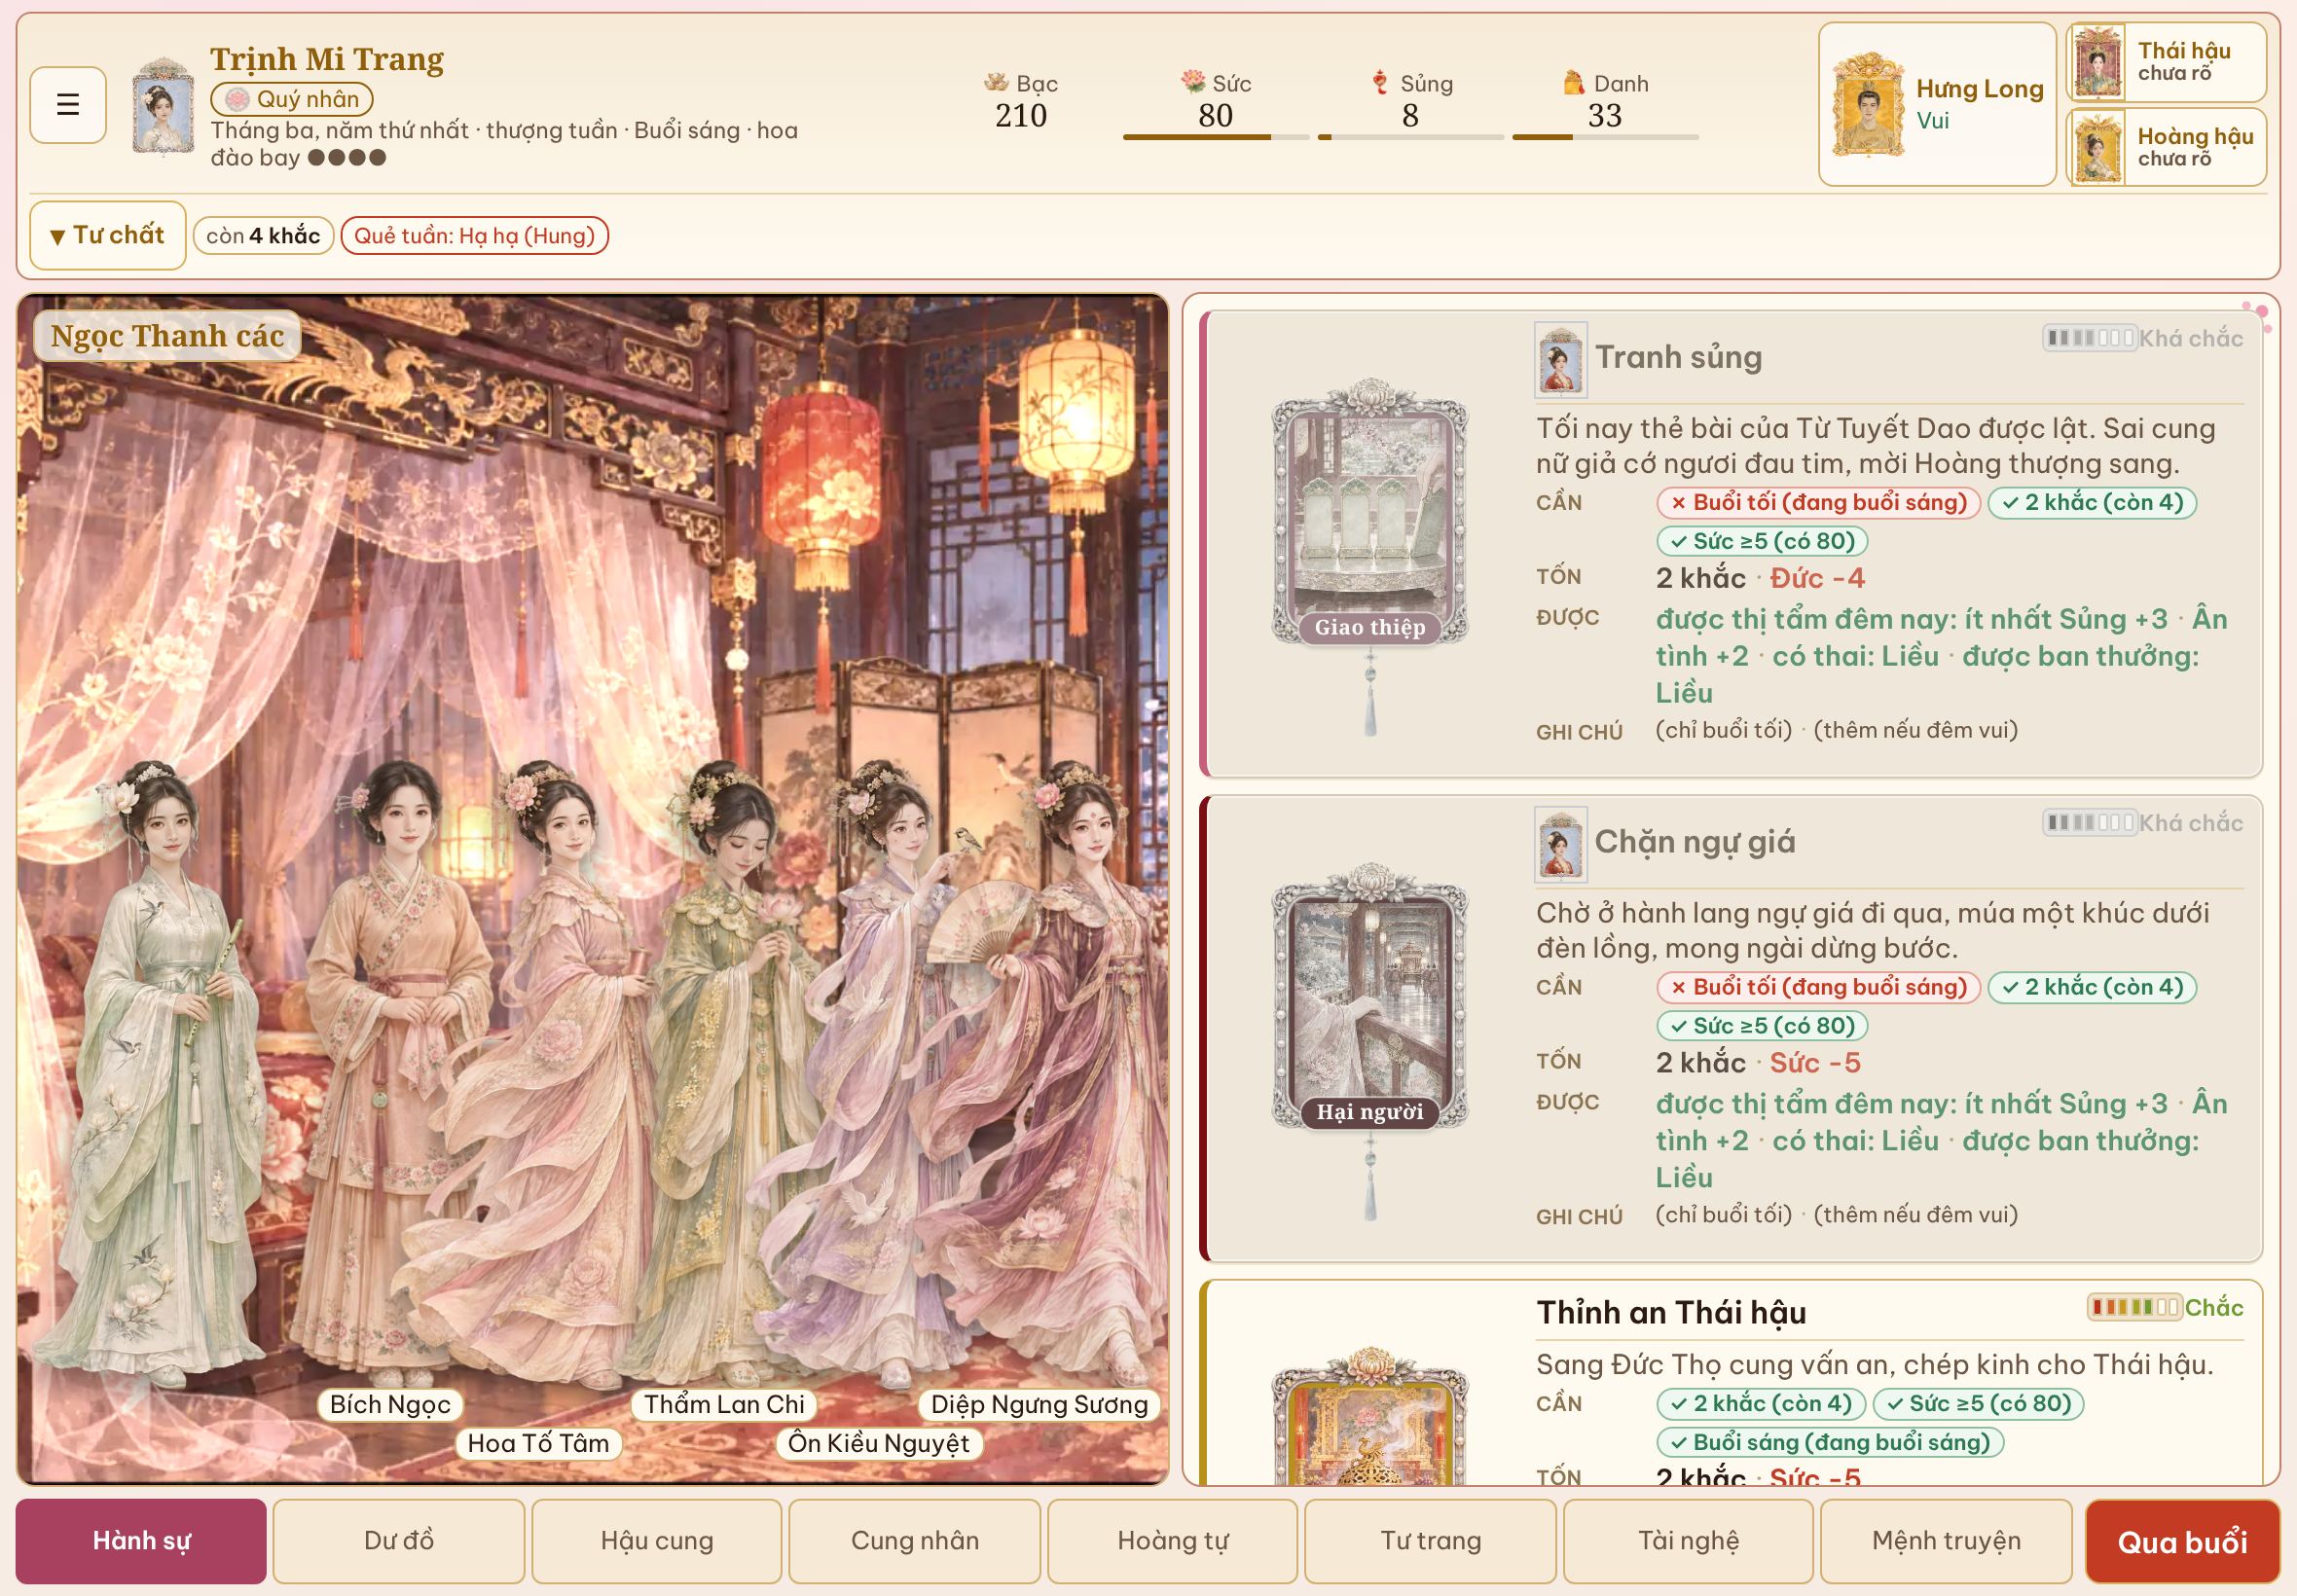 ☰
Trịnh Mi Trang
Quý nhân
Tháng ba, năm thứ nhất · thượng tuần · Buổi sáng · hoa
đào bay ●●●●
Bạc
210
Sức
80
Sủng
8
Danh
33
Hưng Long
Vui
Thái hậu
chưa rõ
Hoàng hậu
chưa rõ
▼ Tư chất
còn 4 khắc
Quẻ tuần: Hạ hạ (Hung)
Ngọc Thanh các
Bích Ngọc
Thẩm Lan Chi
Diệp Ngưng Sương
Hoa Tố Tâm
Ôn Kiều Nguyệt
Tranh sủng
Khá chắc
Giao thiệp
Tối nay thẻ bài của Từ Tuyết Dao được lật. Sai cung
nữ giả cớ ngươi đau tim, mời Hoàng thượng sang.
CẦN
✕ Buổi tối (đang buổi sáng)
✓ 2 khắc (còn 4)
✓ Sức ≥5 (có 80)
TỐN
2 khắc · Đức -4
ĐƯỢC
được thị tẩm đêm nay: ít nhất Sủng +3 · Ân
tình +2 · có thai: Liều · được ban thưởng:
Liều
GHI CHÚ
(chỉ buổi tối) · (thêm nếu đêm vui)
Chặn ngự giá
Khá chắc
Hại người
Chờ ở hành lang ngự giá đi qua, múa một khúc dưới
đèn lồng, mong ngài dừng bước.
CẦN
✕ Buổi tối (đang buổi sáng)
✓ 2 khắc (còn 4)
✓ Sức ≥5 (có 80)
TỐN
2 khắc · Sức -5
ĐƯỢC
được thị tẩm đêm nay: ít nhất Sủng +3 · Ân
tình +2 · có thai: Liều · được ban thưởng:
Liều
GHI CHÚ
(chỉ buổi tối) · (thêm nếu đêm vui)
Thỉnh an Thái hậu
Chắc
Sang Đức Thọ cung vấn an, chép kinh cho Thái hậu.
CẦN
✓ 2 khắc (còn 4)
✓ Sức ≥5 (có 80)
✓ Buổi sáng (đang buổi sáng)
TỐN
2 khắc · Sức -5
Hành sự
Dư đồ
Hậu cung
Cung nhân
Hoàng tự
Tư trang
Tài nghệ
Mệnh truyện
Qua buổi